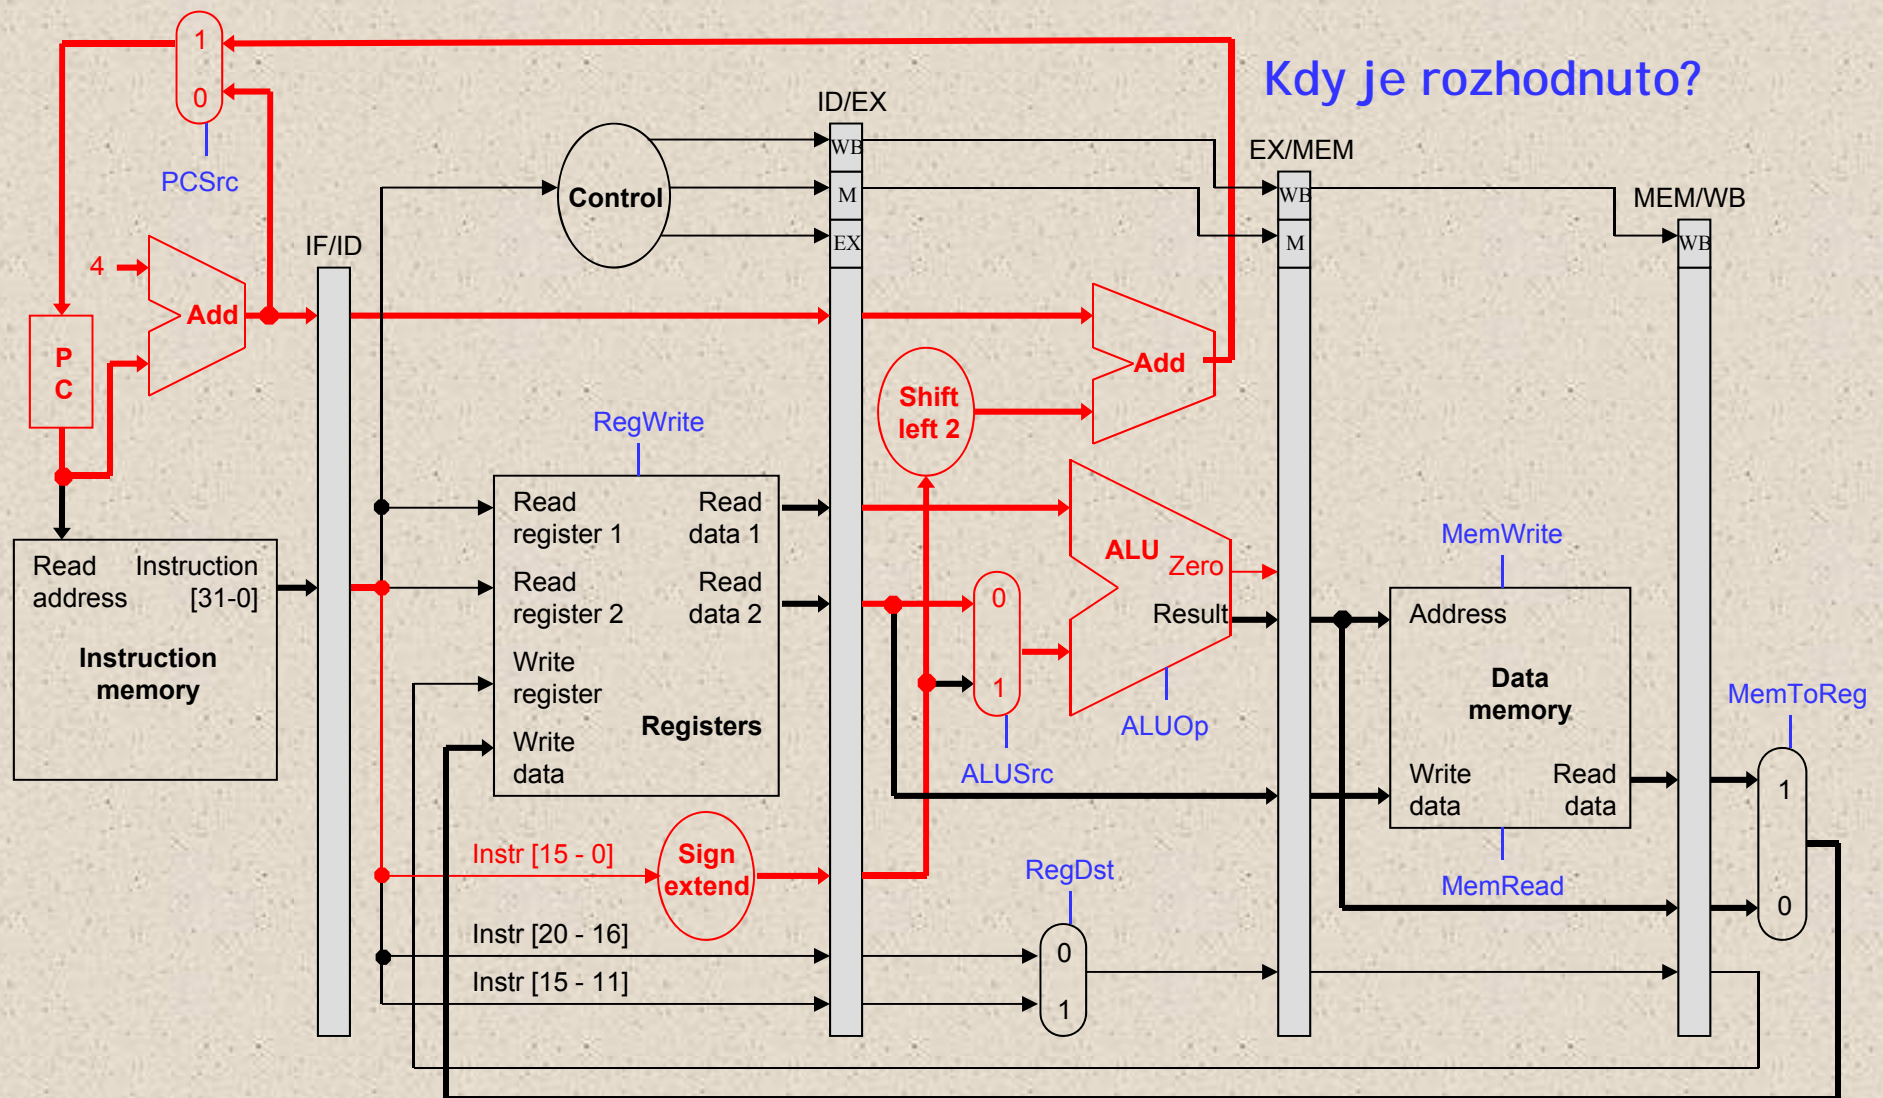 Kdy je rozhodnuto?
1
0
PCSrc
4
Add
P
C
IF/ID
ID/EX
EX/MEM
MEM/WB
Control
WB
M
EX
WB
M
WB
Shift
left 2
Add
RegWrite
Read
register 1
Read
data 1
Read
register 2
Read
data 2
Write
register
Write
data
Registers
Read
address
Instruction
[31-0]
Instruction
memory
0
1
ALUSrc
ALU
Zero
Result
ALUOp
MemWrite
Address
Data
memory
Write
data
Read
data
MemRead
MemToReg
1
0
Instr [15 - 0]
Sign
extend
RegDst
Instr [20 - 16]
Instr [15 - 11]
0
1